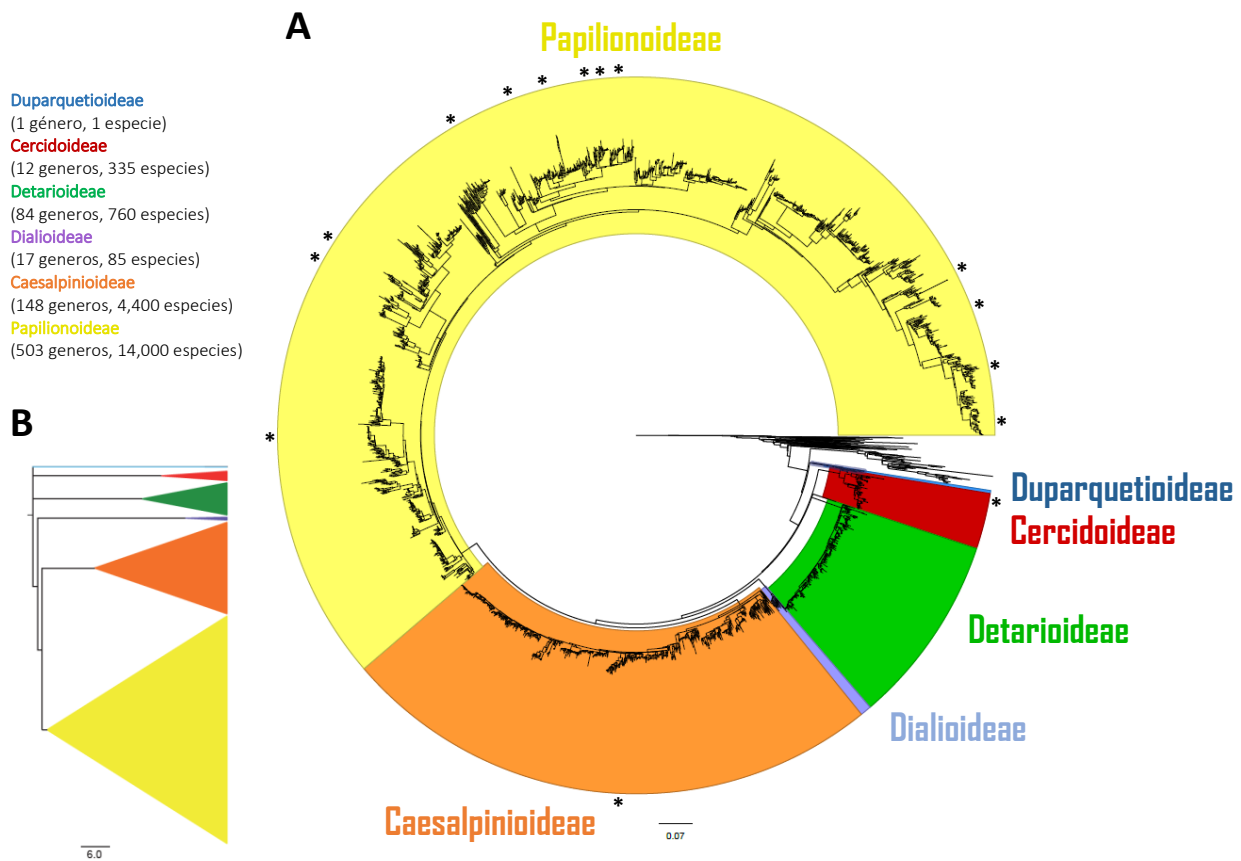 A
Papilionoideae
* * * * * *
Duparquetioideae
(1 género, 1 especie)
Cercidoideae
(12 generos, 335 especies)
Detarioideae
(84 generos, 760 especies)
Dialioideae
(17 generos, 85 especies)
Caesalpinioideae
(148 generos, 4,400 especies)
Papilionoideae
(503 generos, 14,000 especies)
*
*
*
*
*
*
*
*
B
Duparquetioideae
*
Cercidoideae
Detarioideae
Dialioideae
*
Caesalpinioideae
0.07
6.0